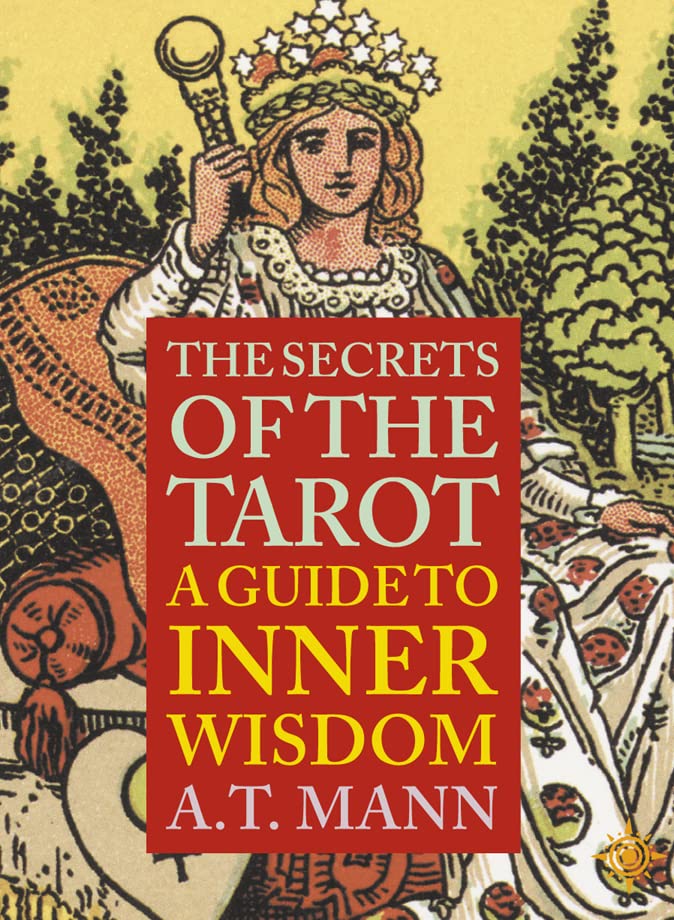 THE SECRETS
OF THE
TAROT
A GUIDE TO
INNER
WISDOM
A.T. MANN